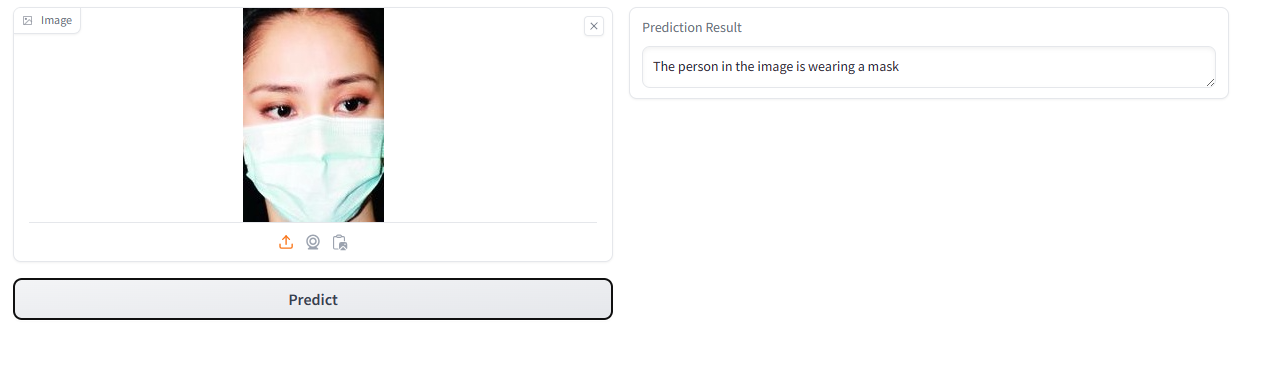 Image
Prediction Result
The person in the image is wearing a mask
Predict